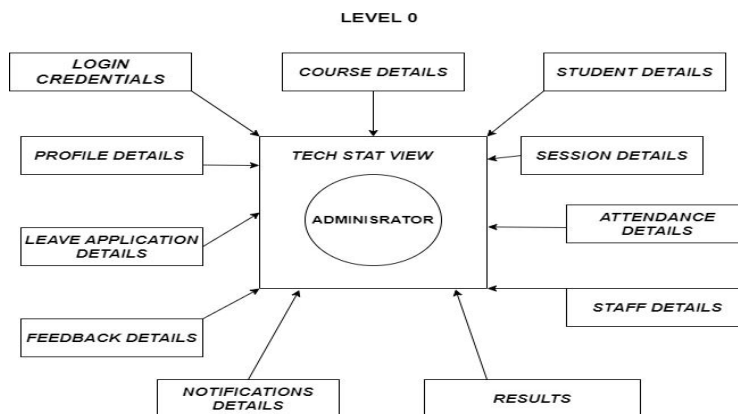 LEVEL 0
LOGIN
CREDENTIALS
COURSE DETAILS
STUDENT DETAILS
PROFILE DETAILS
TECH STAT VIEW
SESSION DETAILS
ADMINISRATOR
ATTENDANCE
DETAILS
LEAVE APPLICATION
DETAILS
STAFF DETAILS
FEEDBACK DETAILS
NOTIFICATIONS
DETAILS
RESULTS